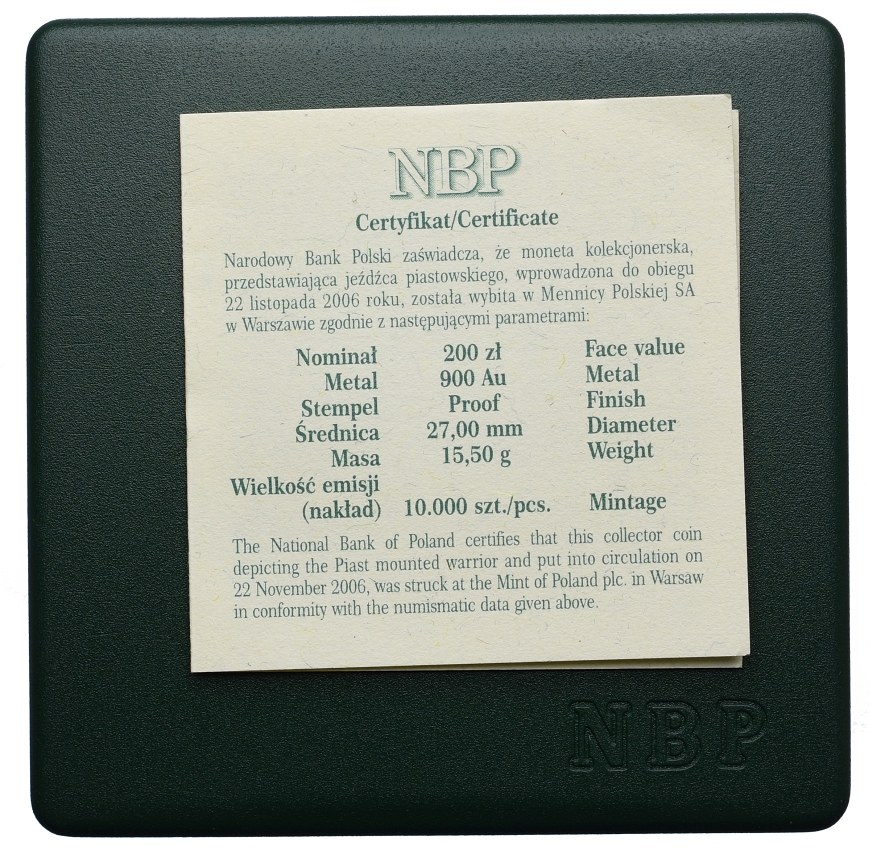 NBP
Certyfikat/Certificate
Narodowy Bank Polski zaświadcza, że moneta kolekcjonerska,
przedstawiająca jeźdźca piastowskiego, wprowadzona do obiegu
22 listopada 2006 roku, została wybita w Mennicy Polskiej SA
w Warszawie zgodnie z następującymi parametrami:
Nominał 200 zł Face value
Metal 900 Au Metal
Stempel Proof Finish
Średnica 27,00 mm Diameter
Masa 15,50 g Weight
Wielkość emisji
(nakład) 10.000 szt./pcs. Mintage
The National Bank of Poland certifies that this collector coin
depicting the Piast mounted warrior and put into circulation on
22 November 2006, was struck at the Mint of Poland plc. in Warsaw
in conformity with the numismatic data given above.
NBP